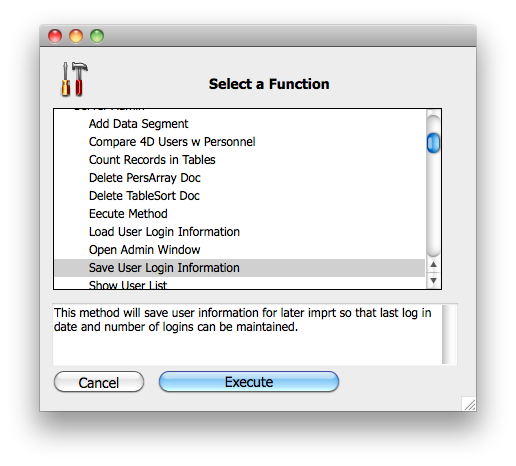 Select a Function
Server Admin
Add Data Segment
Compare 4D Users w Personnel
Count Records in Tables
Delete PersArray Doc
Delete TableSort Doc
Eecute Method
Load User Login Information
Open Admin Window
Save User Login Information
Show User List
This method will save user information for later imprt so that last log in
date and number of logins can be maintained.
Cancel
Execute